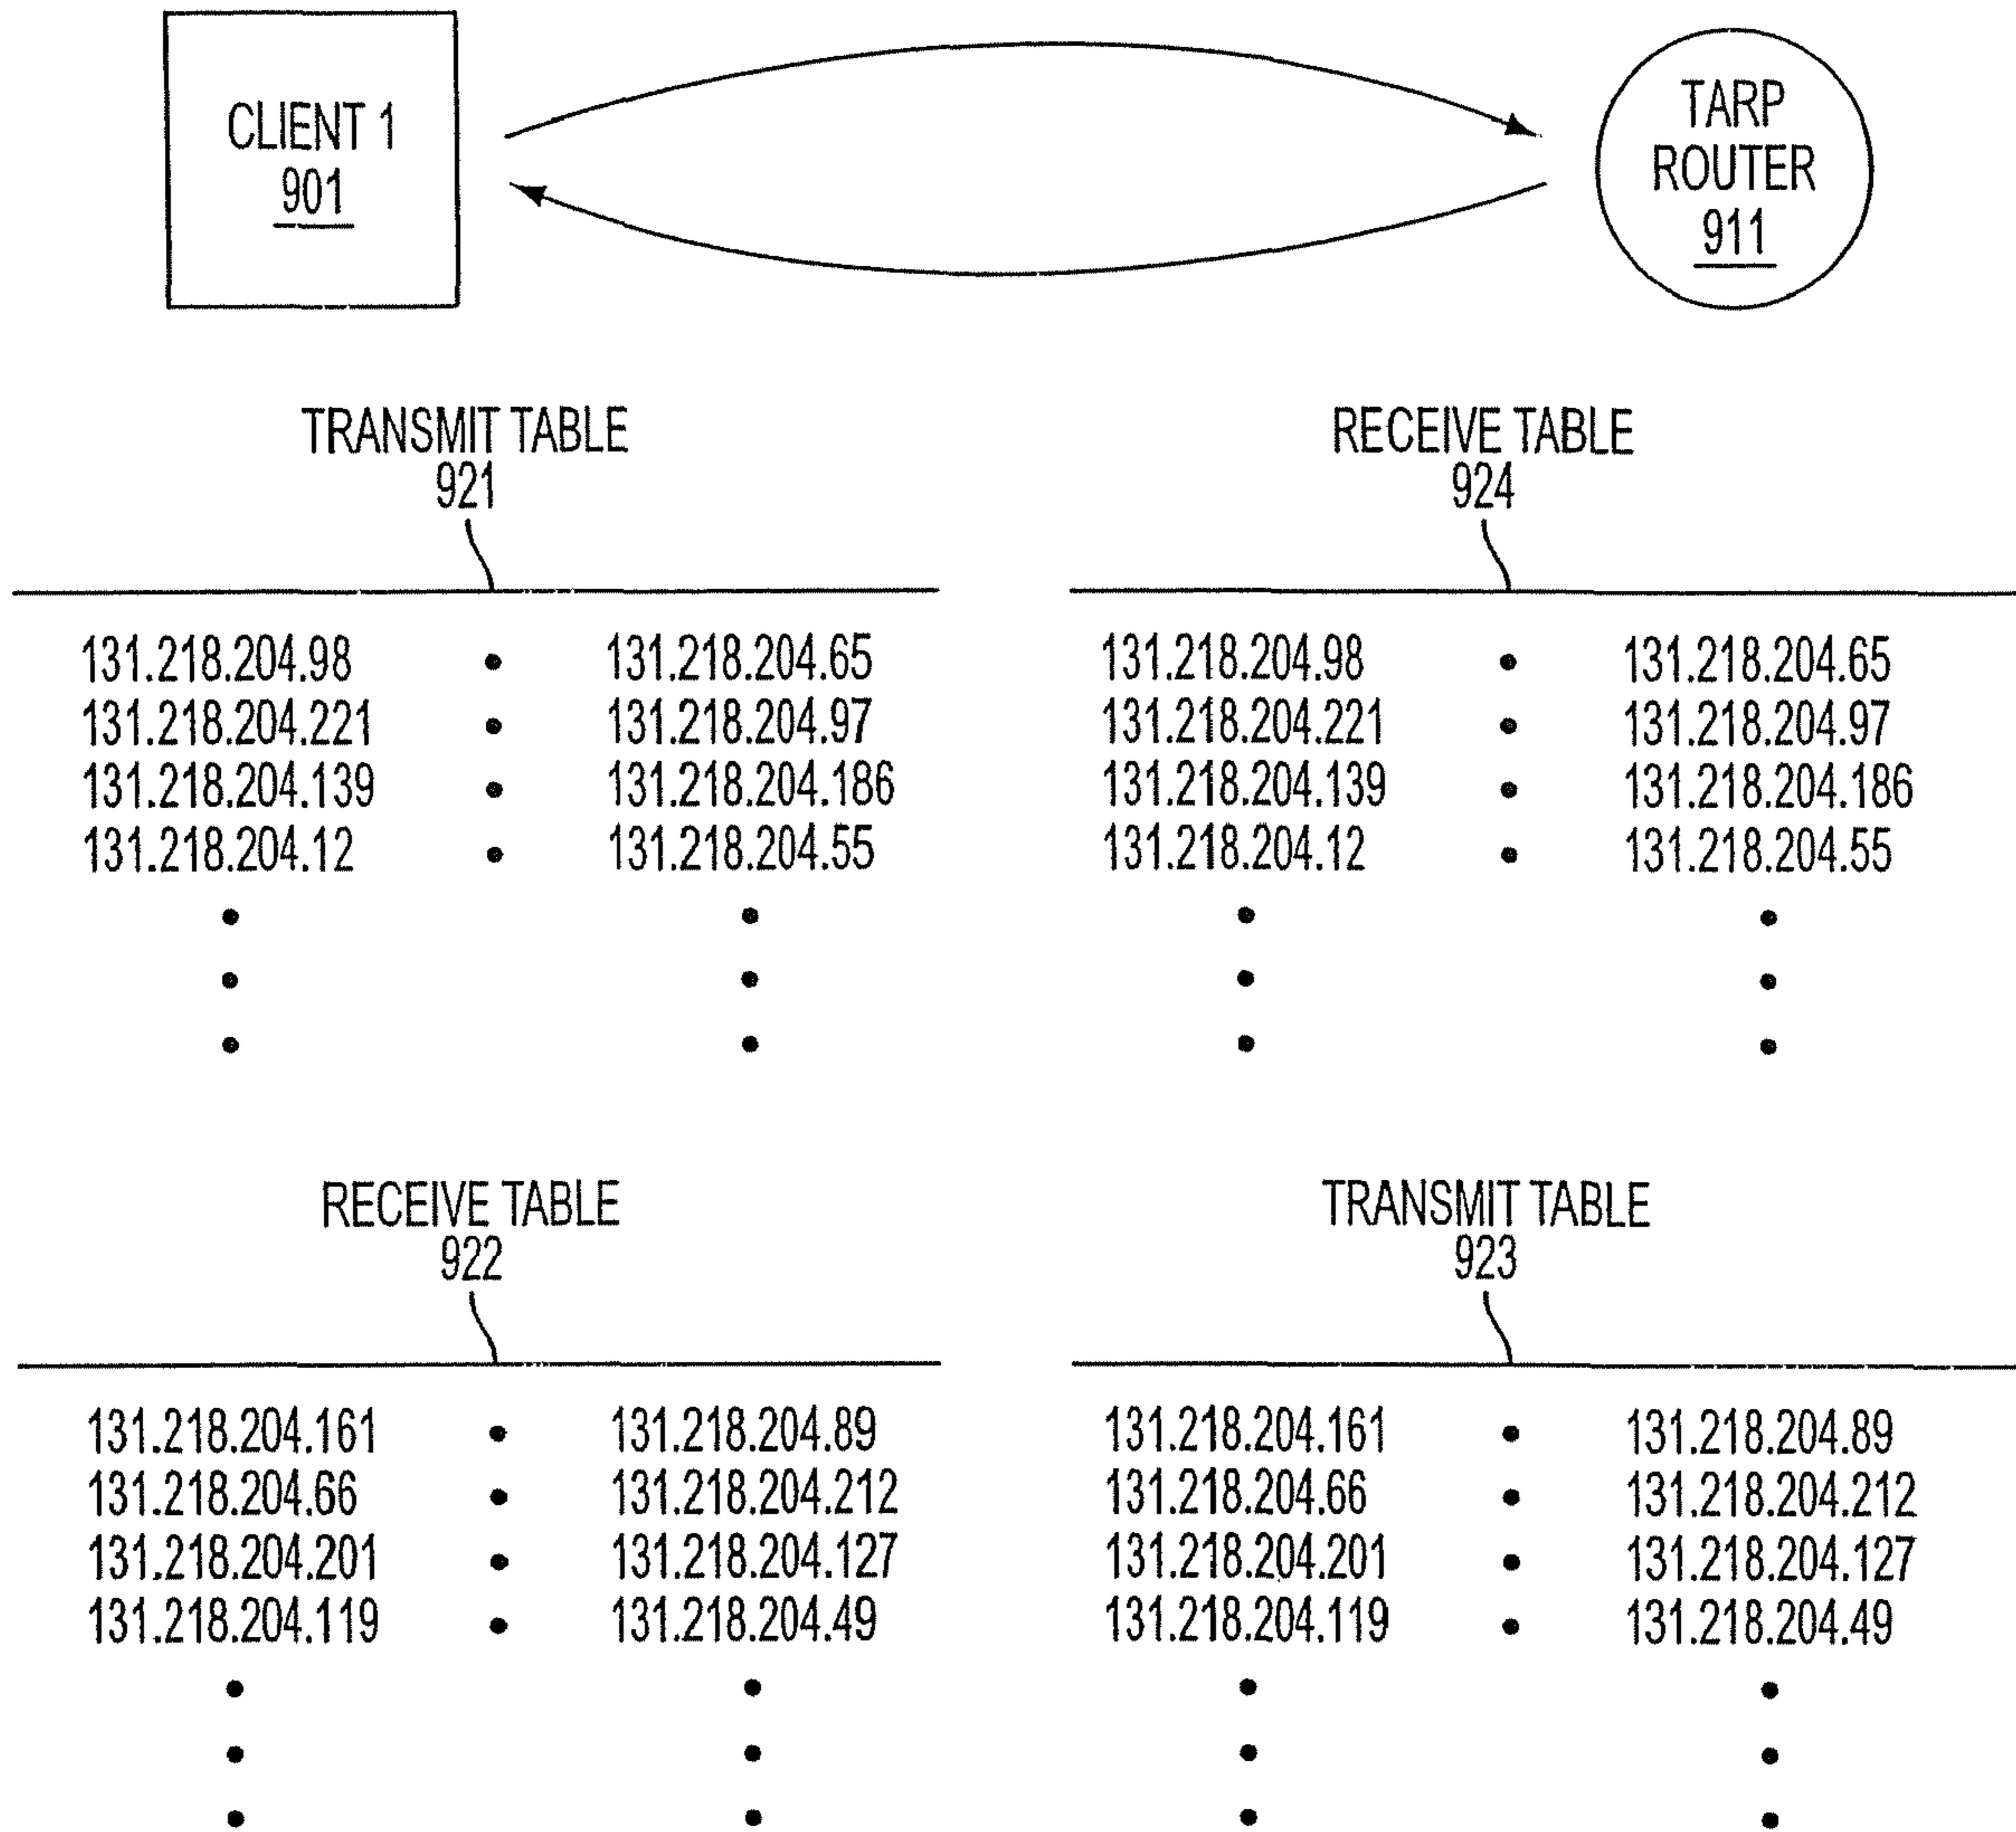 CLIENT 1
901
TARP
ROUTER
911
TRANSMIT TABLE
921
131.218.204.98 • 131.218.204.65
131.218.204.221 • 131.218.204.97
131.218.204.139 • 131.218.204.186
131.218.204.12 • 131.218.204.55
RECEIVE TABLE
924
131.218.204.98 • 131.218.204.65
131.218.204.221 • 131.218.204.97
131.218.204.139 • 131.218.204.186
131.218.204.12 • 131.218.204.55
RECEIVE TABLE
922
131.218.204.161 • 131.218.204.89
131.218.204.66 • 131.218.204.212
131.218.204.201 • 131.218.204.127
131.218.204.119 • 131.218.204.49
TRANSMIT TABLE
923
131.218.204.161 • 131.218.204.89
131.218.204.66 • 131.218.204.212
131.218.204.201 • 131.218.204.127
131.218.204.119 • 131.218.204.49